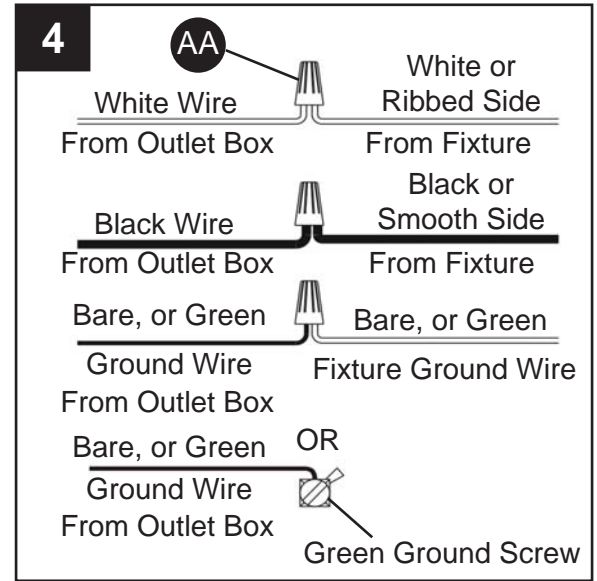 4
AA
White Wire
From Outlet Box
White or
Ribbed Side
From Fixture
Black Wire
From Outlet Box
Black or
Smooth Side
From Fixture
Bare, or Green
Ground Wire
From Outlet Box
Bare, or Green
Fixture Ground Wire
OR
Bare, or Green
Ground Wire
From Outlet Box
Green Ground Screw